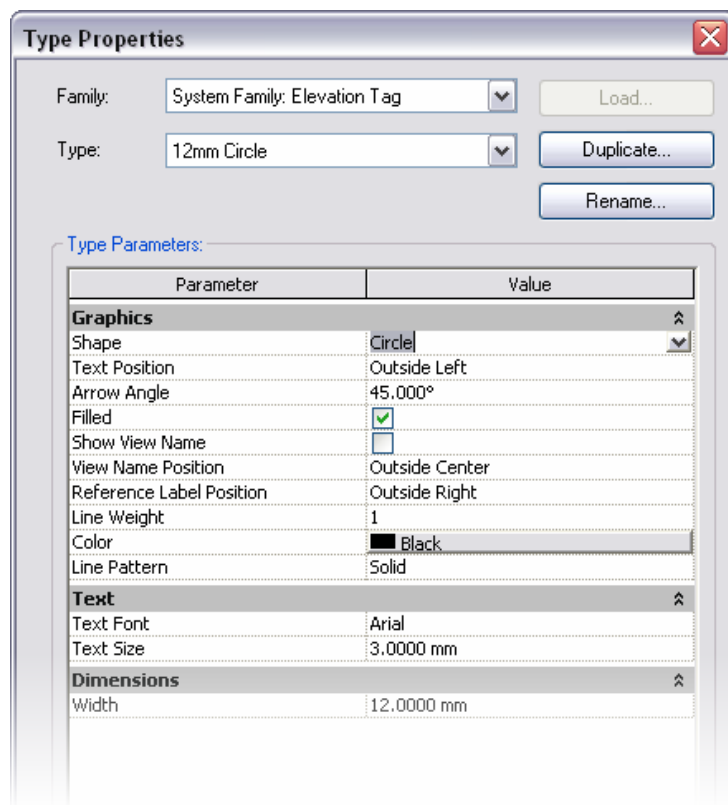 Type Properties
Family: System Family: Elevation Tag Load...
Type: 12mm Circle Duplicate...
Rename...
Type Parameters:
Parameter Value
Graphics
Shape Circle
Text Position Outside Left
Arrow Angle 45.000°
Filled
Show View Name
View Name Position Outside Center
Reference Label Position Outside Right
Line Weight 1
Color Black
Line Pattern Solid
Text
Text Font Arial
Text Size 3.0000 mm
Dimensions
Width 12.0000 mm